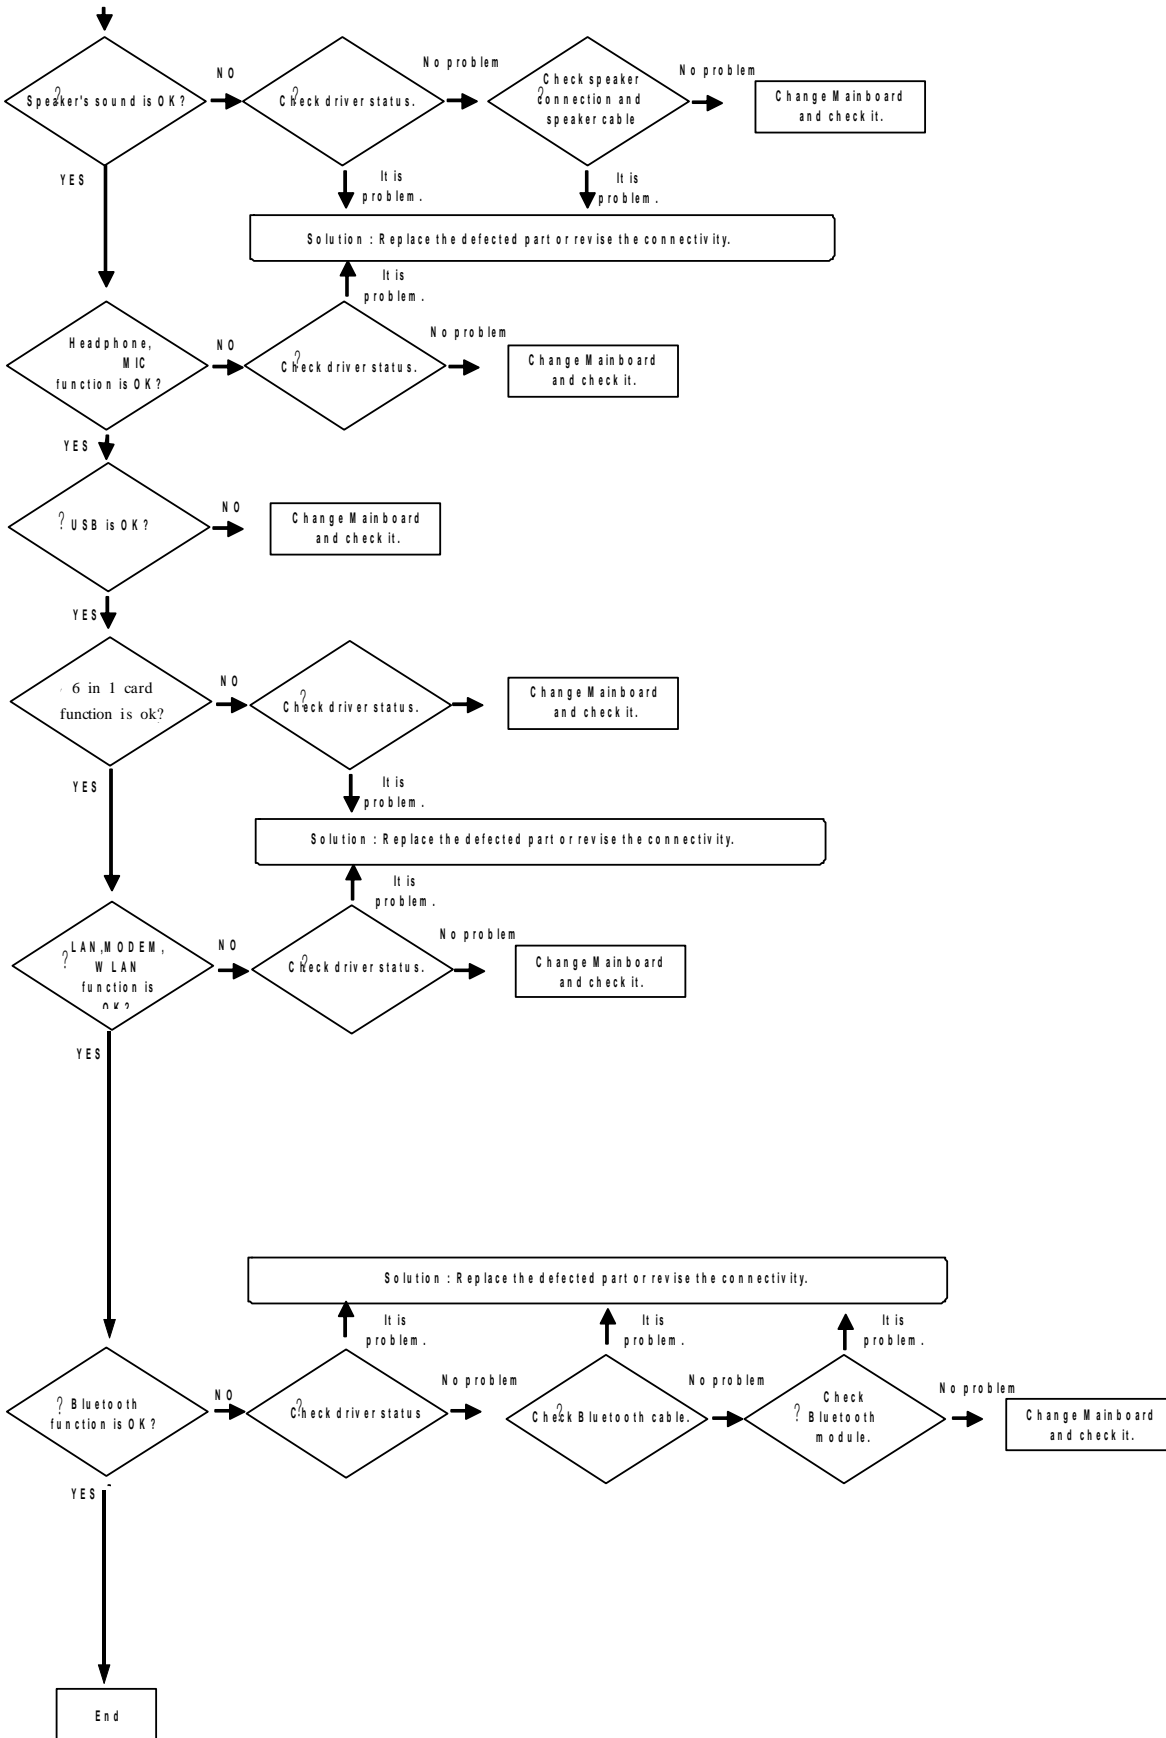 Speaker's sound is OK?
NO
Check driver status.
No problem
Check speaker
connection and
speaker cable
No problem
Change Mainboard
and check it.
YES
It is
problem.
It is
problem.
Solution : Replace the defected part or revise the connectivity.
It is
problem.
Headphone,
MIC
function is OK?
NO
Check driver status.
No problem
Change Mainboard
and check it.
YES
? USB is OK?
NO
Change Mainboard
and check it.
YES
6 in 1 card
function is ok?
NO
Check driver status.
Change Mainboard
and check it.
YES
It is
problem.
Solution : Replace the defected part or revise the connectivity.
It is
problem.
? LAN,MODEM,
WLAN
function is
OK?
NO
Check driver status.
No problem
Change Mainboard
and check it.
YES
Solution : Replace the defected part or revise the connectivity.
It is
problem.
It is
problem.
It is
problem.
? Bluetooth
function is OK?
NO
Check driver status
No problem
Check Bluetooth cable.
No problem
Check
? Bluetooth
module.
No problem
Change Mainboard
and check it.
YES
End